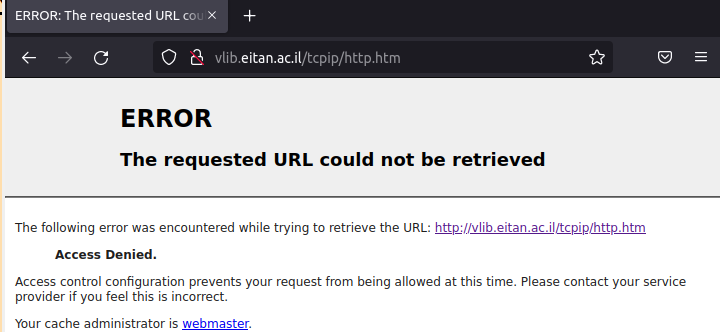 ERROR: The requested URL cou
vlib.eitan.ac.il/tcpip/http.htm
ERROR
The requested URL could not be retrieved
The following error was encountered while trying to retrieve the URL: http://vlib.eitan.ac.il/tcpip/http.htm
Access Denied.
Access control configuration prevents your request from being allowed at this time. Please contact your service
provider if you feel this is incorrect.
Your cache administrator is webmaster.